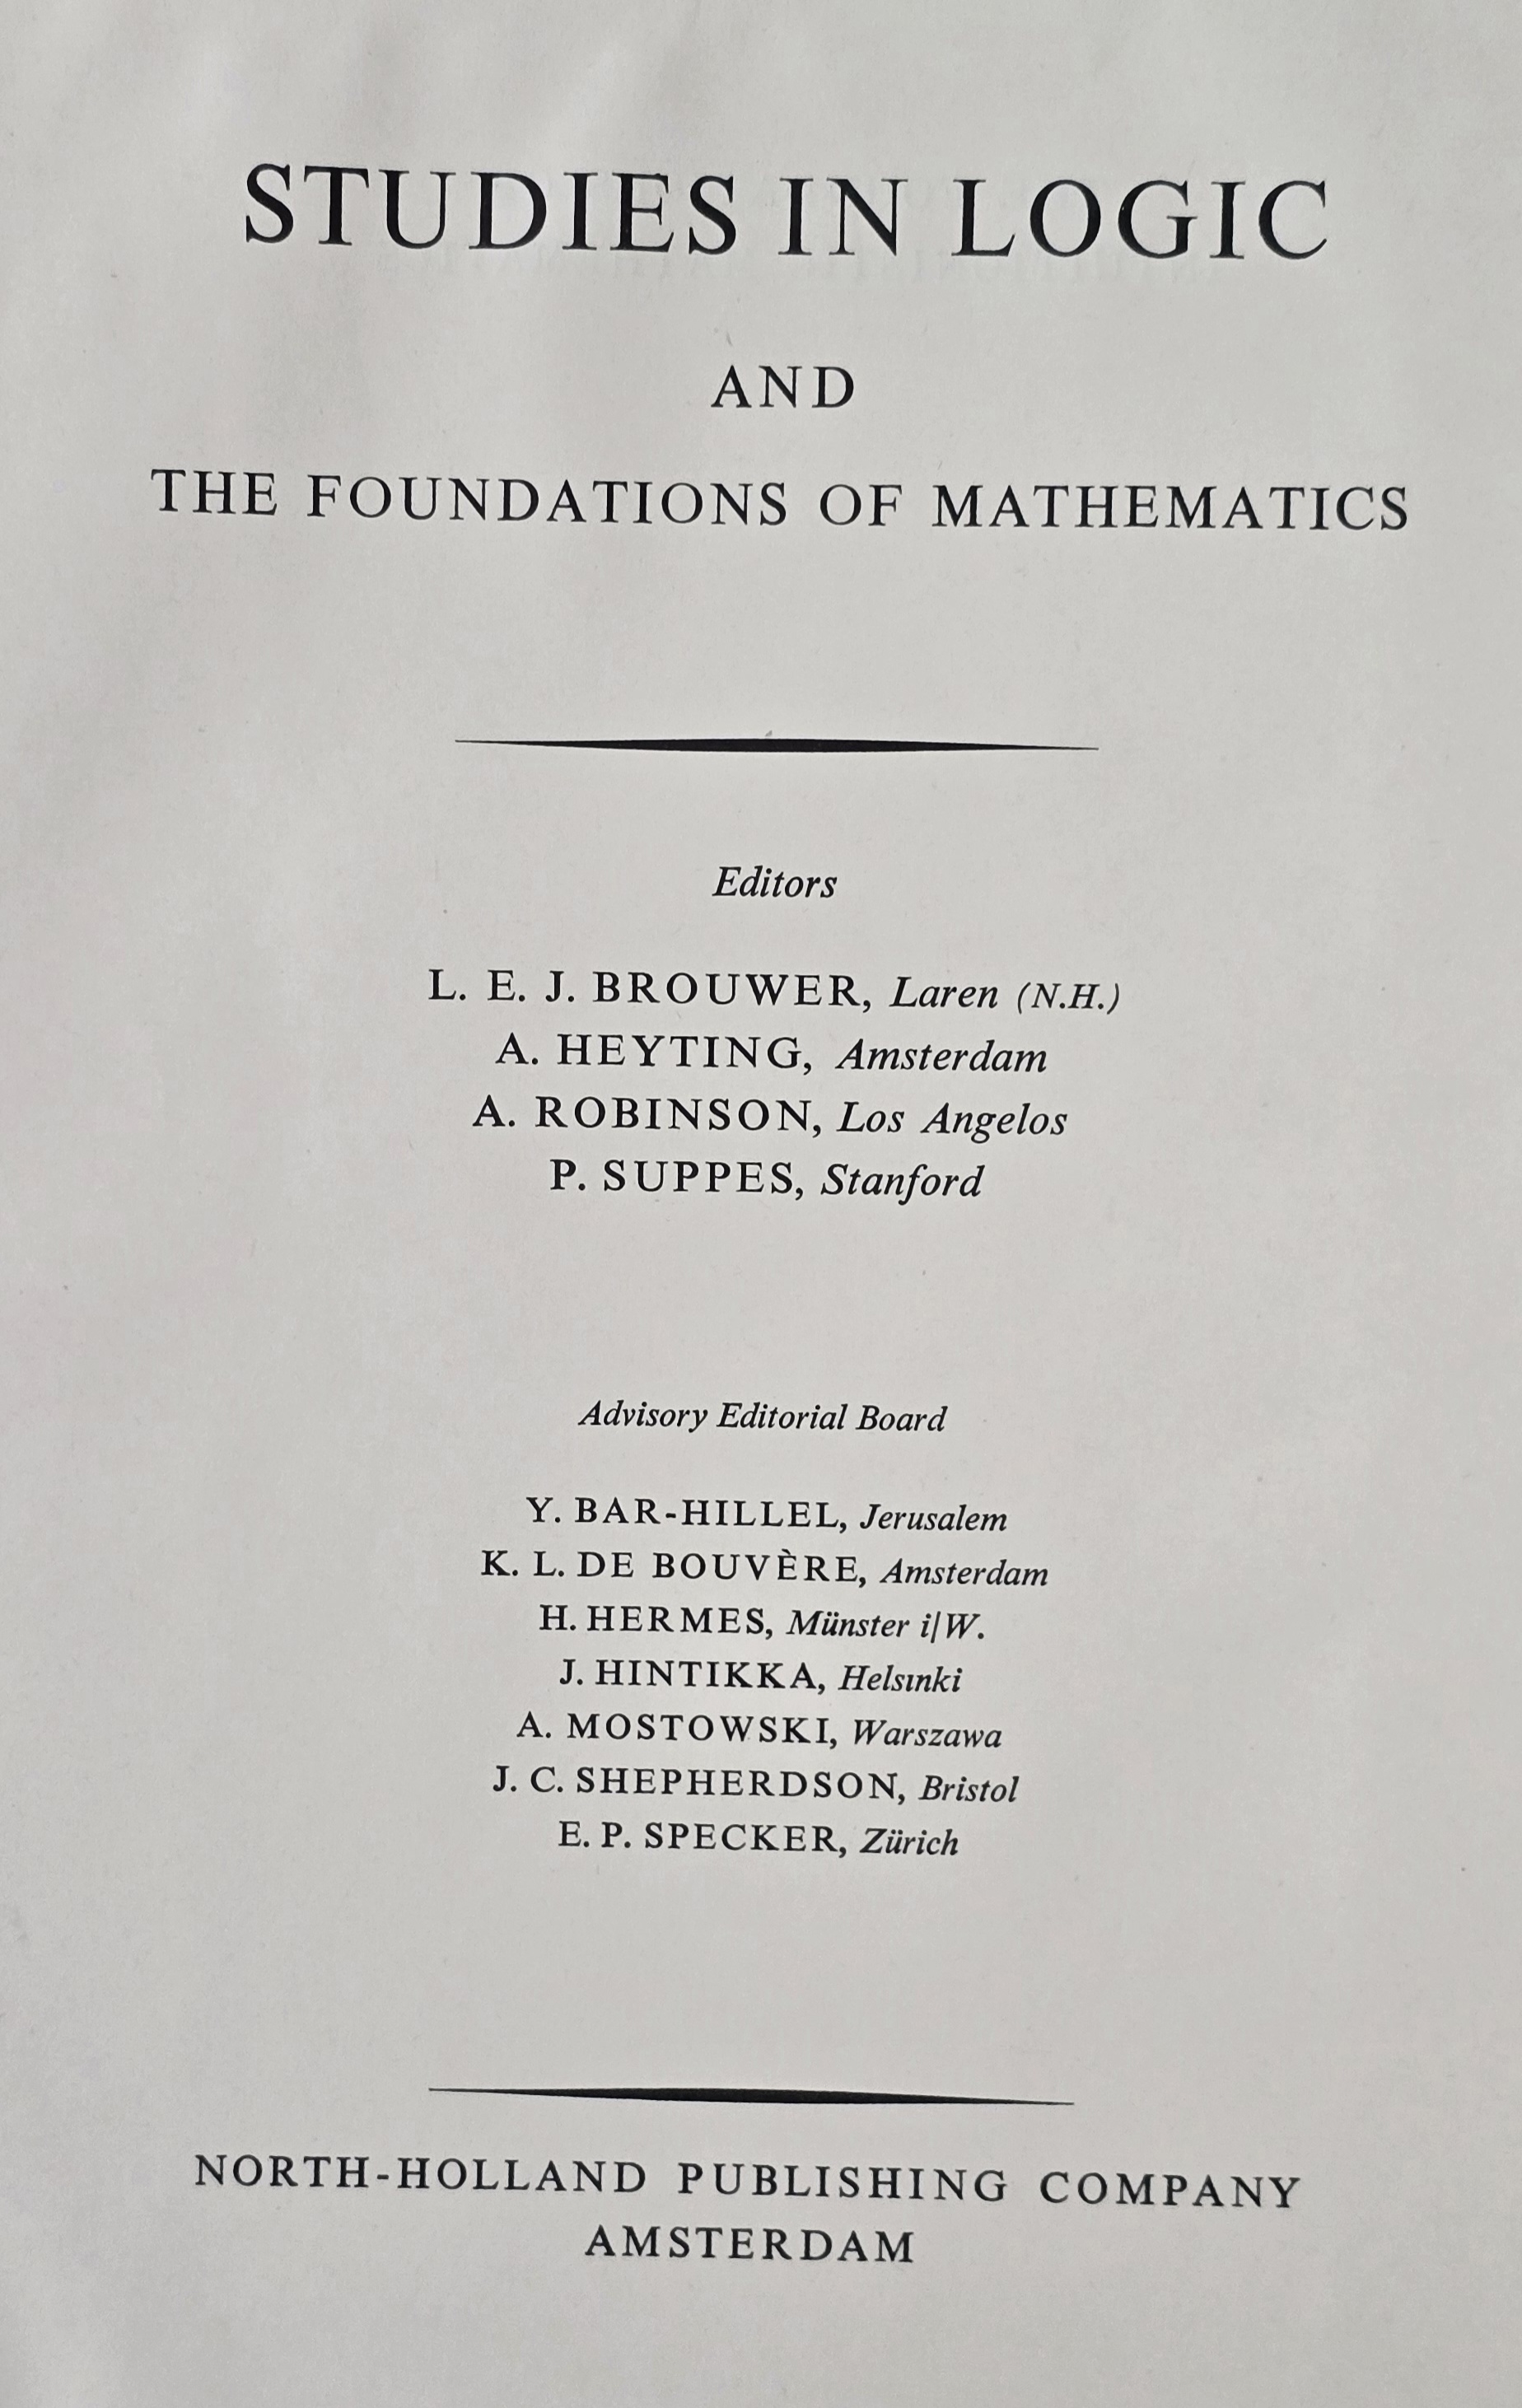 STUDIES IN LOGIC
AND
THE FOUNDATIONS OF MATHEMATICS
Editors
L. E. J. BROUWER, Laren (N.H.)
A. HEYTING, Amsterdam
A. ROBINSON, Los Angelos
P. SUPPES, Stanford
Advisory Editorial Board
Y. BAR-HILLEL, Jerusalem
K. L. DE BOUVÈRE, Amsterdam
H. HERMES, Münster i/W.
J. HINTIKKA, Helsinki
A. MOSTOWSKI, Warszawa
J. C. SHEPHERDSON, Bristol
E. P. SPECKER, Zürich
NORTH-HOLLAND PUBLISHING COMPANY
AMSTERDAM